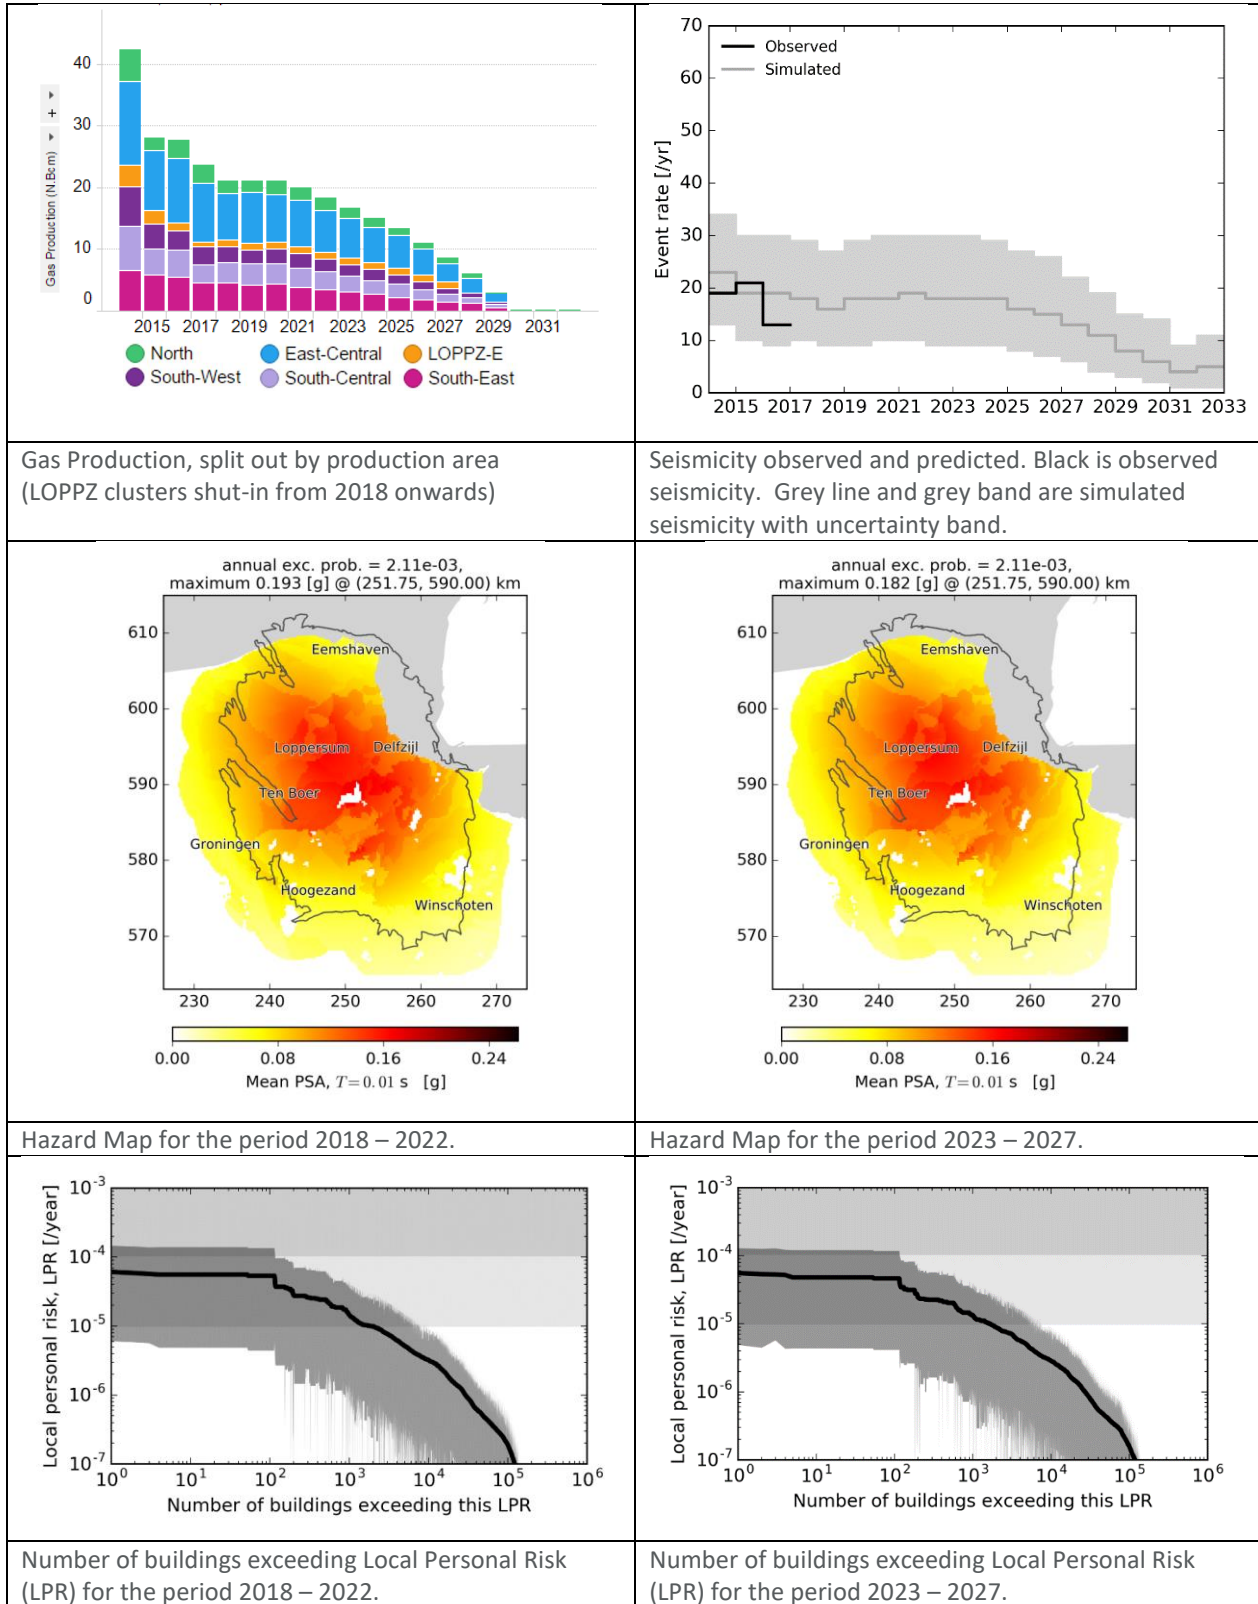 40
30
20
10
0
Gas Production (N.Bcm)
+
2015 2017 2019 2021 2023 2025 2027 2029 2031
North East-Central LOPPZ-E
South-West South-Central South-East
70
60
50
40
30
20
10
0
Event rate [/yr]
Observed
Simulated
2015 2017 2019 2021 2023 2025 2027 2029 2031 2033
Gas Production, split out by production area
(LOPPZ clusters shut-in from 2018 onwards)
Seismicity observed and predicted. Black is observed
seismicity. Grey line and grey band are simulated
seismicity with uncertainty band.
annual exc. prob. = 2.11e-03,
maximum 0.193 [g] @ (251.75, 590.00) km
610
600
590
580
570
Eemshaven
Loppersum Delfzijl
Ten Boer
Groningen
Hoogezand
Winschoten
230 240 250 260 270
0.00 0.08 0.16 0.24
Mean PSA, T=0.01 s [g]
annual exc. prob. = 2.11e-03,
maximum 0.182 [g] @ (251.75, 590.00) km
610
600
590
580
570
Eemshaven
Loppersum Delfzijl
Ten Boer
Groningen
Hoogezand
Winschoten
230 240 250 260 270
0.00 0.08 0.16 0.24
Mean PSA, T=0.01 s [g]
Hazard Map for the period 2018 – 2022.
Hazard Map for the period 2023 – 2027.
Local personal risk, LPR [/year]
10⁻³
10⁻⁴
10⁻⁵
10⁻⁶
10⁻⁷
10⁰ 10¹ 10² 10³ 10⁴ 10⁵ 10⁶
Number of buildings exceeding this LPR
Local personal risk, LPR [/year]
10⁻³
10⁻⁴
10⁻⁵
10⁻⁶
10⁻⁷
10⁰ 10¹ 10² 10³ 10⁴ 10⁵ 10⁶
Number of buildings exceeding this LPR
Number of buildings exceeding Local Personal Risk
(LPR) for the period 2018 – 2022.
Number of buildings exceeding Local Personal Risk
(LPR) for the period 2023 – 2027.